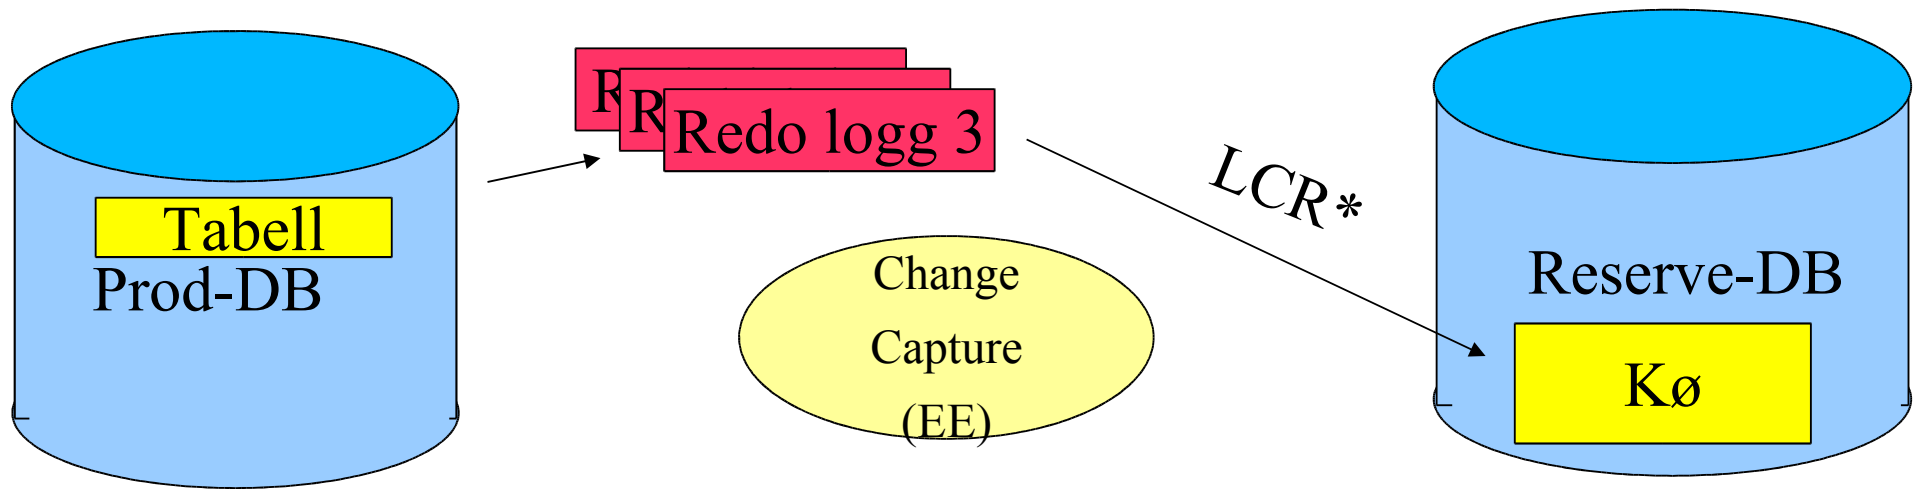 Tabell
Prod-DB
R
R
Redo logg 3
LCR*
Change
Capture
(EE)
Reserve-DB
Kø